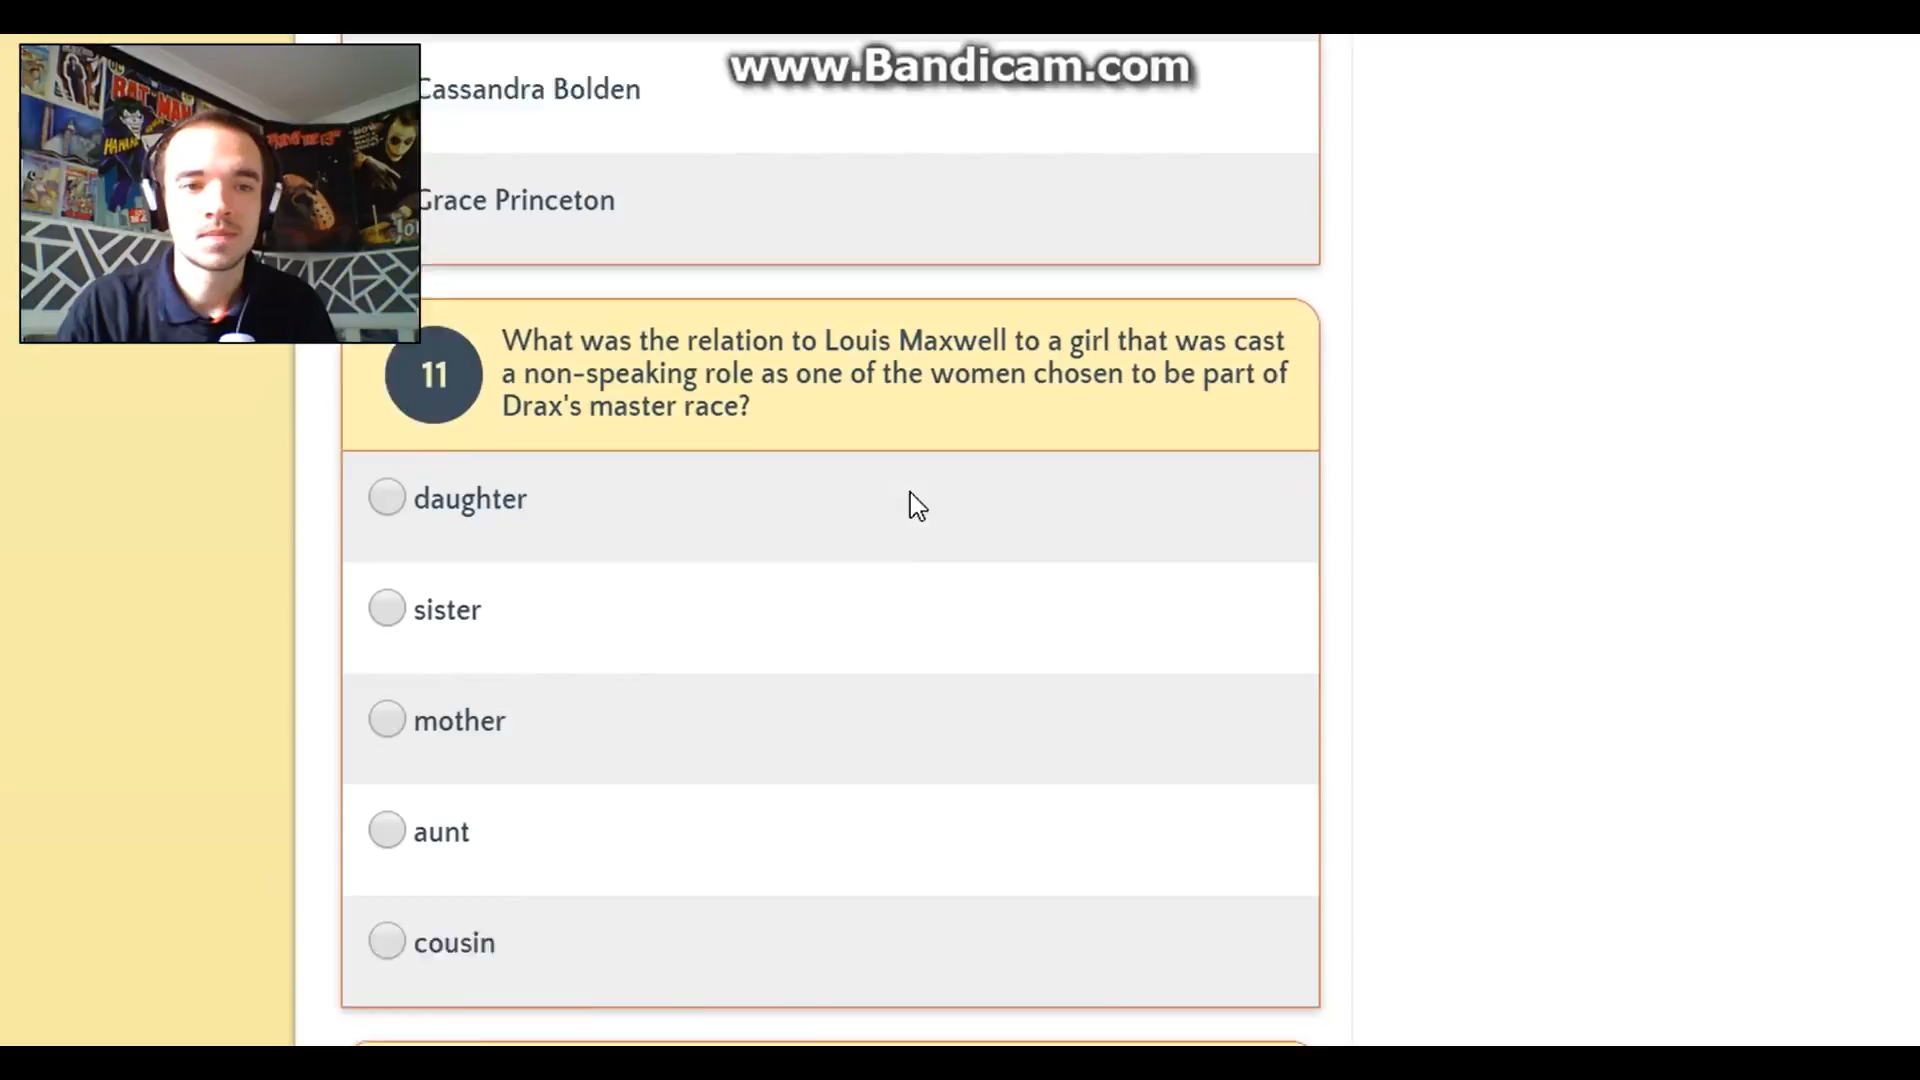 www.Bandicam.com
Cassandra Bolden
BATMAN
HAHAHA
Grace Princeton
11
What was the relation to Louis Maxwell to a girl that was cast
a non-speaking role as one of the women chosen to be part of
Drax's master race?
daughter
sister
mother
aunt
cousin